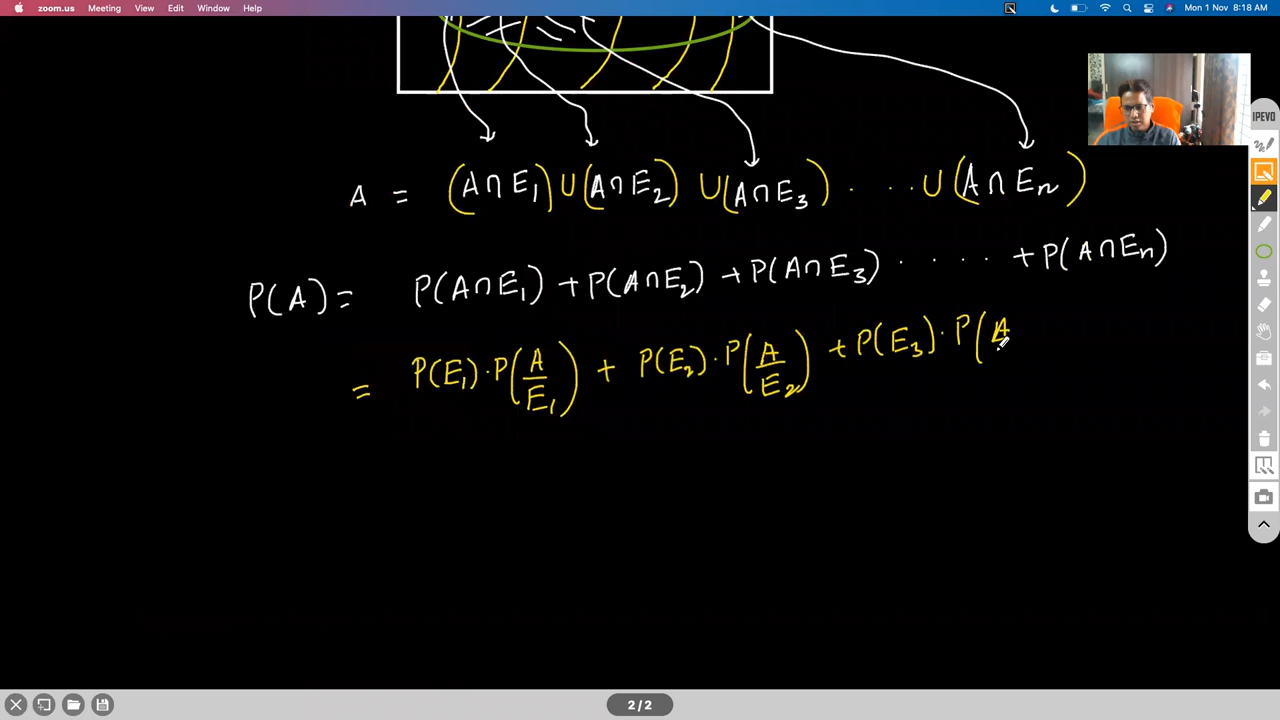 zoom.us Meeting View Edit Window Help Mon 1 Nov 8:18 AM
IPEVO
A = (A∩E₁) U (A∩E₂) U (A∩E₃) . . . U (A∩Eₙ)
P(A) = P(A∩E₁) + P(A∩E₂) + P(A∩E₃) . . . . . + P(A∩Eₙ)
= P(E₁)·P(A/E₁) + P(E₂)·P(A/E₂) + P(E₃)·P(A
2/2